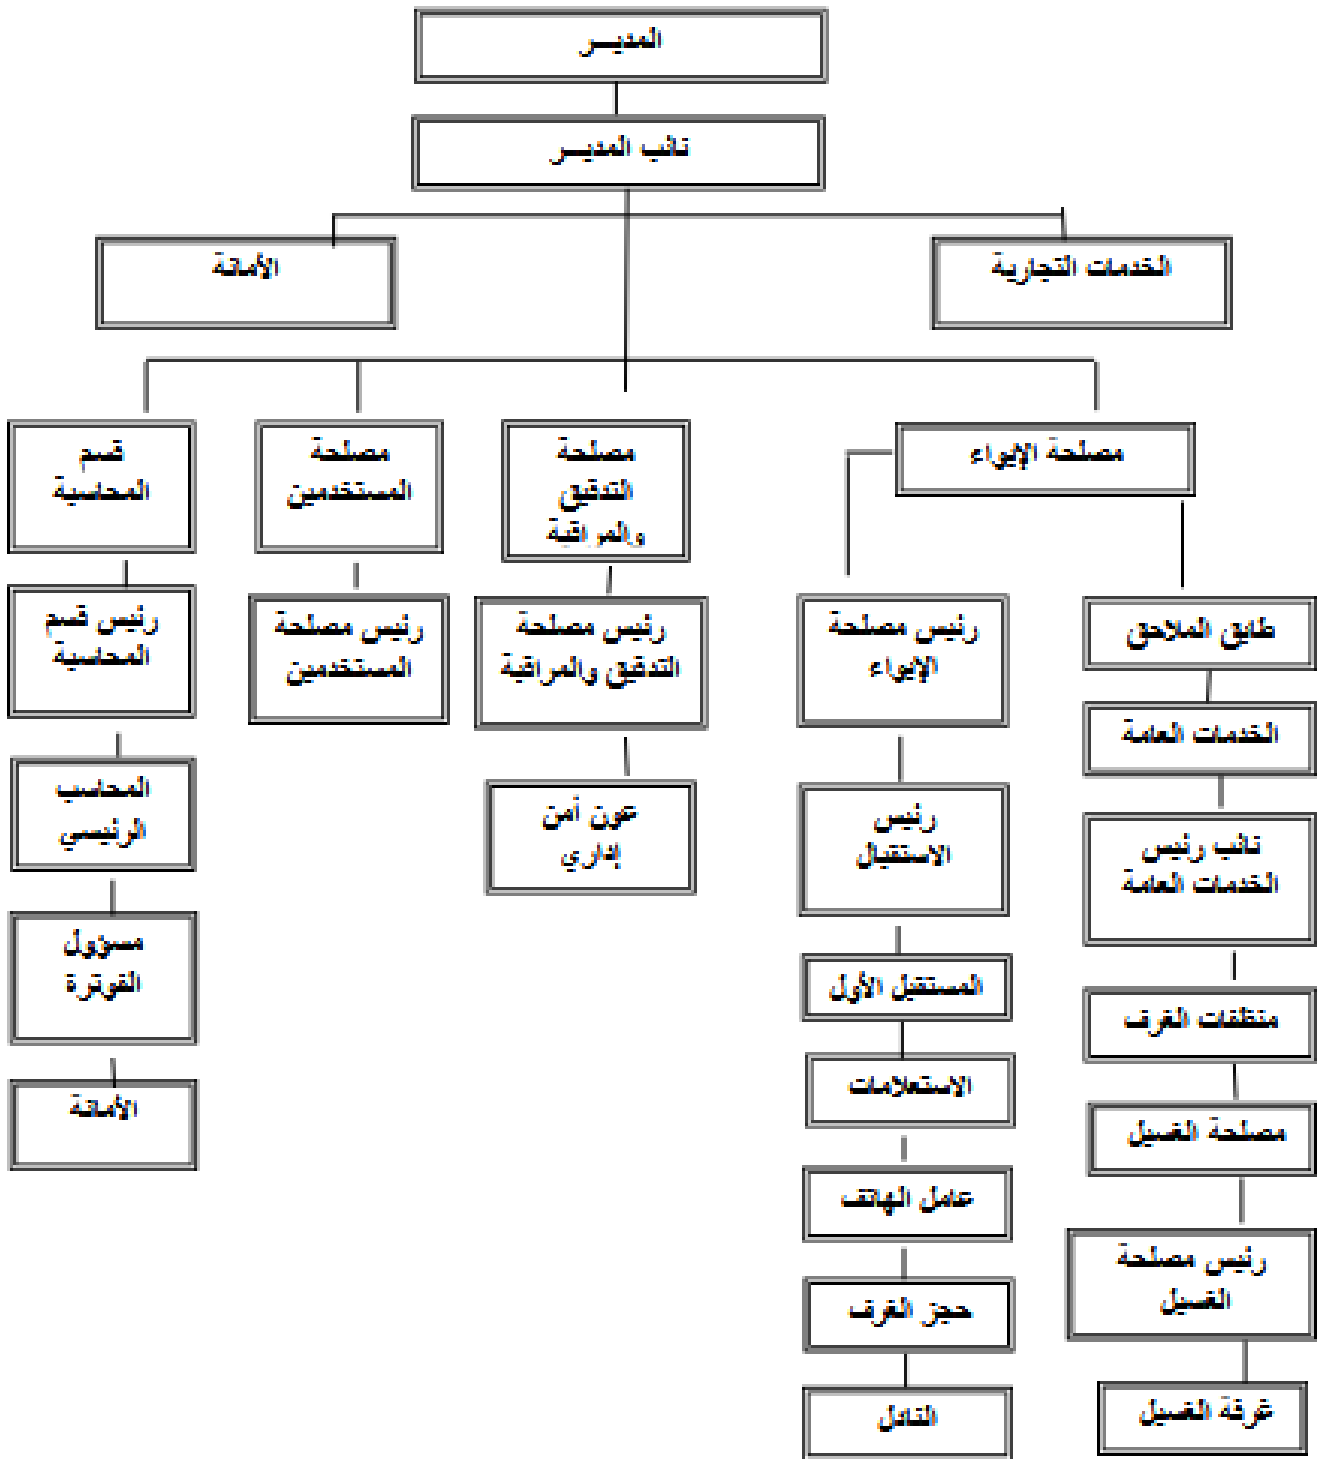 المديـــر
نائب المديـــر
الخدمات التجارية
الأمانة
مصلحة الإيواء
مصلحة
التدقيق
والمراقبة
مصلحة
المستخدمين
قسم
المحاسبة
طابق الملاحق
رئيس مصلحة
الإيواء
رئيس مصلحة
التدقيق والمراقبة
رئيس مصلحة
المستخدمين
رئيس قسم
المحاسبة
الخدمات العامة
رئيس
الاستقبال
عون أمن
إداري
المحاسب
الرئيسي
نائب رئيس
الخدمات العامة
مسؤول
الفوترة
المستقبل الأول
منظفات الغرف
الاستعلامات
الأمانة
مصلحة الغسيل
عامل الهاتف
رئيس مصلحة
الغسيل
حجز الغرف
غرفة الغسيل
النادل